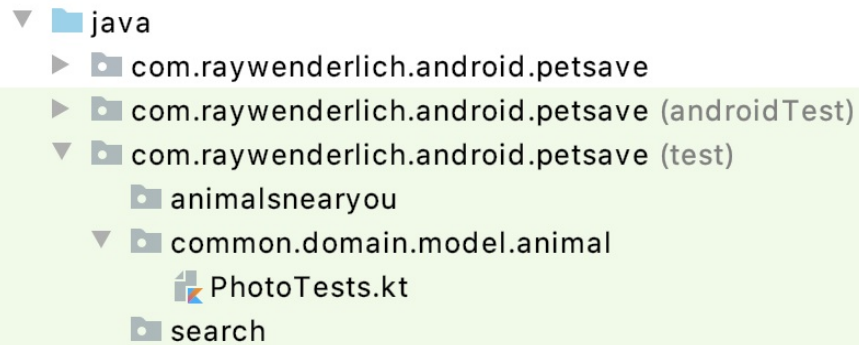 java
com.raywenderlich.android.petsave
com.raywenderlich.android.petsave (androidTest)
com.raywenderlich.android.petsave (test)
animalsnearyou
common.domain.model.animal
PhotoTests.kt
search